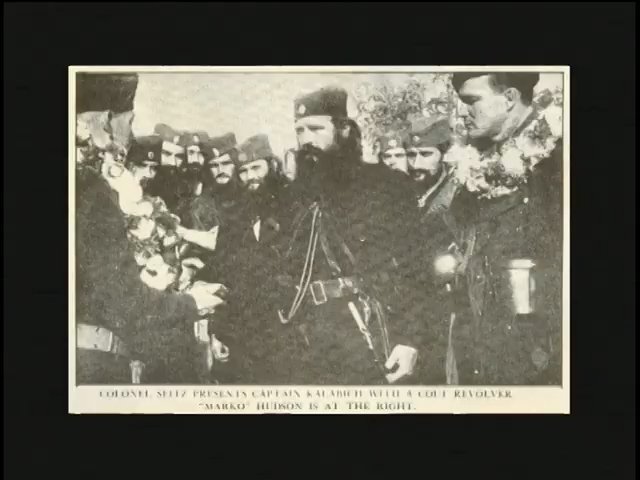 COLONEL SEITZ PRESENTS CAPTAIN KALABICH WITH A COLT REVOLVER.
"MARKO" HUDSON IS AT THE RIGHT.